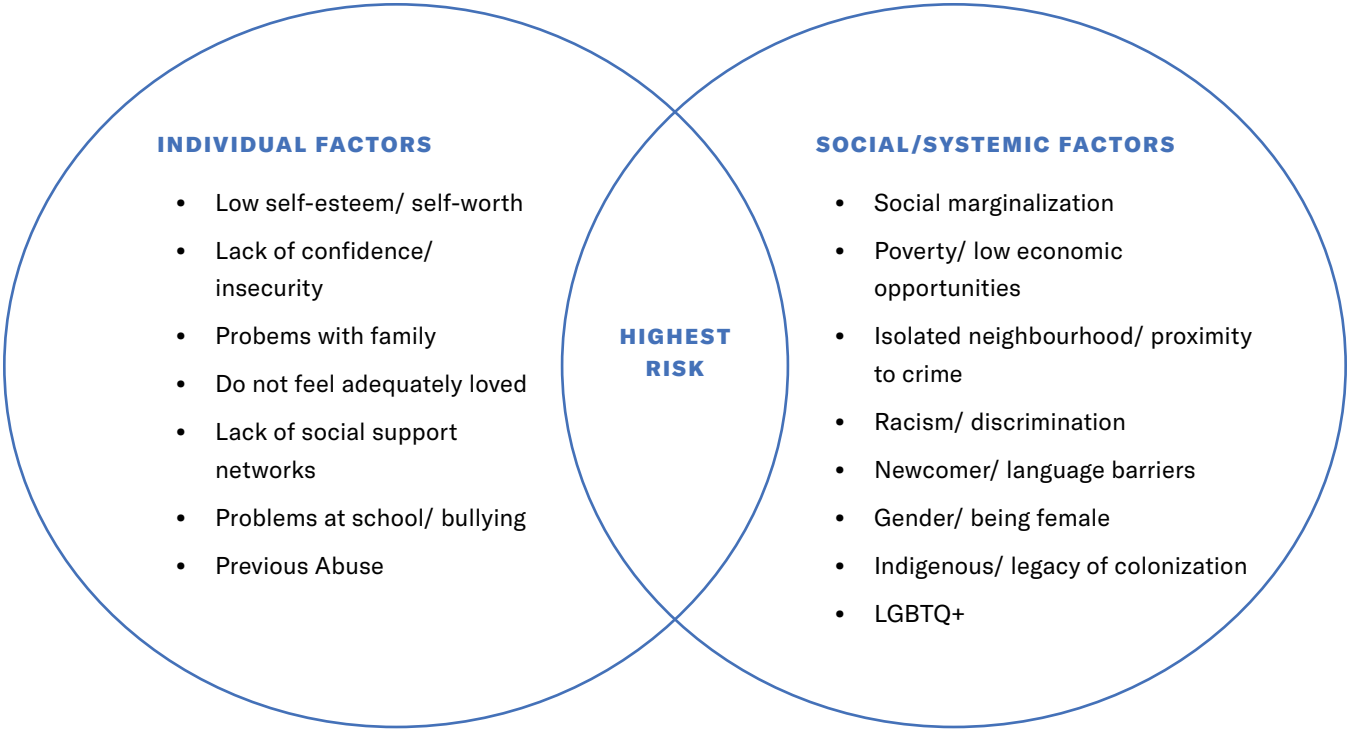 INDIVIDUAL FACTORS
• Low self-esteem/ self-worth
• Lack of confidence/
insecurity
• Probems with family
• Do not feel adequately loved
• Lack of social support
networks
• Problems at school/ bullying
• Previous Abuse
HIGHEST
RISK
SOCIAL/SYSTEMIC FACTORS
• Social marginalization
• Poverty/ low economic
opportunities
• Isolated neighbourhood/ proximity
to crime
• Racism/ discrimination
• Newcomer/ language barriers
• Gender/ being female
• Indigenous/ legacy of colonization
• LGBTQ+